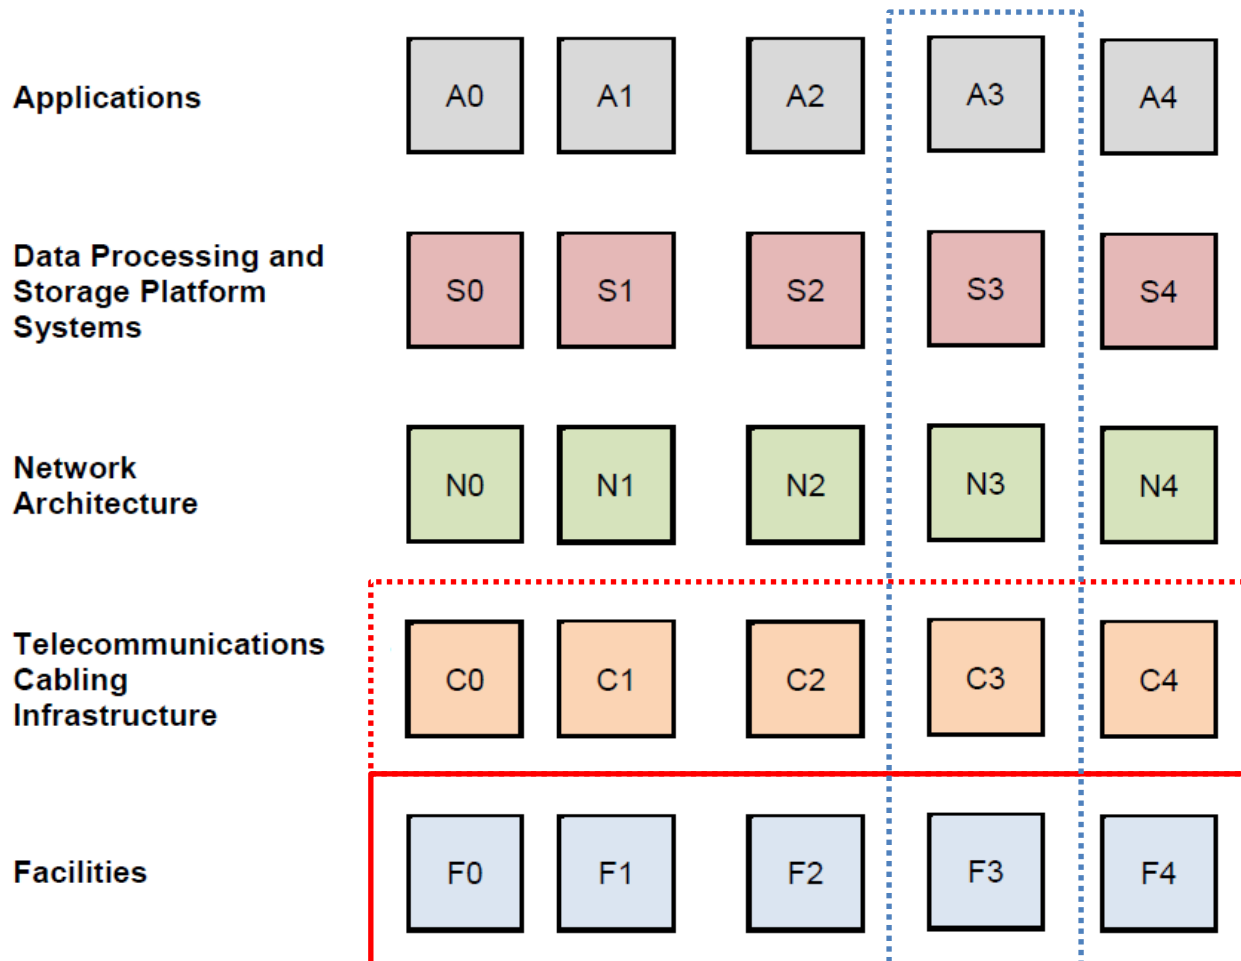 Applications
A0 A1 A2 A3 A4
Data Processing and
Storage Platform
Systems
S0 S1 S2 S3 S4
Network
Architecture
N0 N1 N2 N3 N4
Telecommunications
Cabling
Infrastructure
C0 C1 C2 C3 C4
Facilities
F0 F1 F2 F3 F4